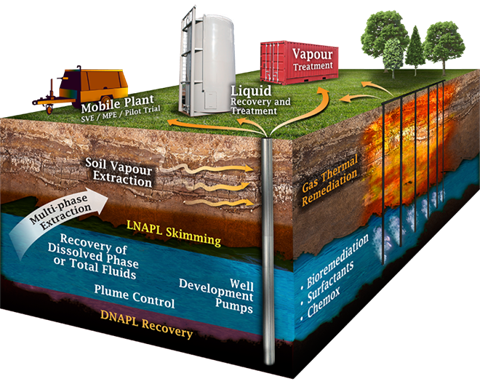 Mobile Plant
SVE / MPE / Pilot Trial
Liquid
Recovery and
Treatment
Vapour
Treatment
Soil Vapour
Extraction
Gas Thermal
Remediation
Multi-phase
Extraction
LNAPL Skimming
Recovery of
Dissolved Phase
or Total Fluids
Well
Development
Pumps
Plume Control
DNAPL Recovery
• Bioremediation
• Surfactants
• Chemox